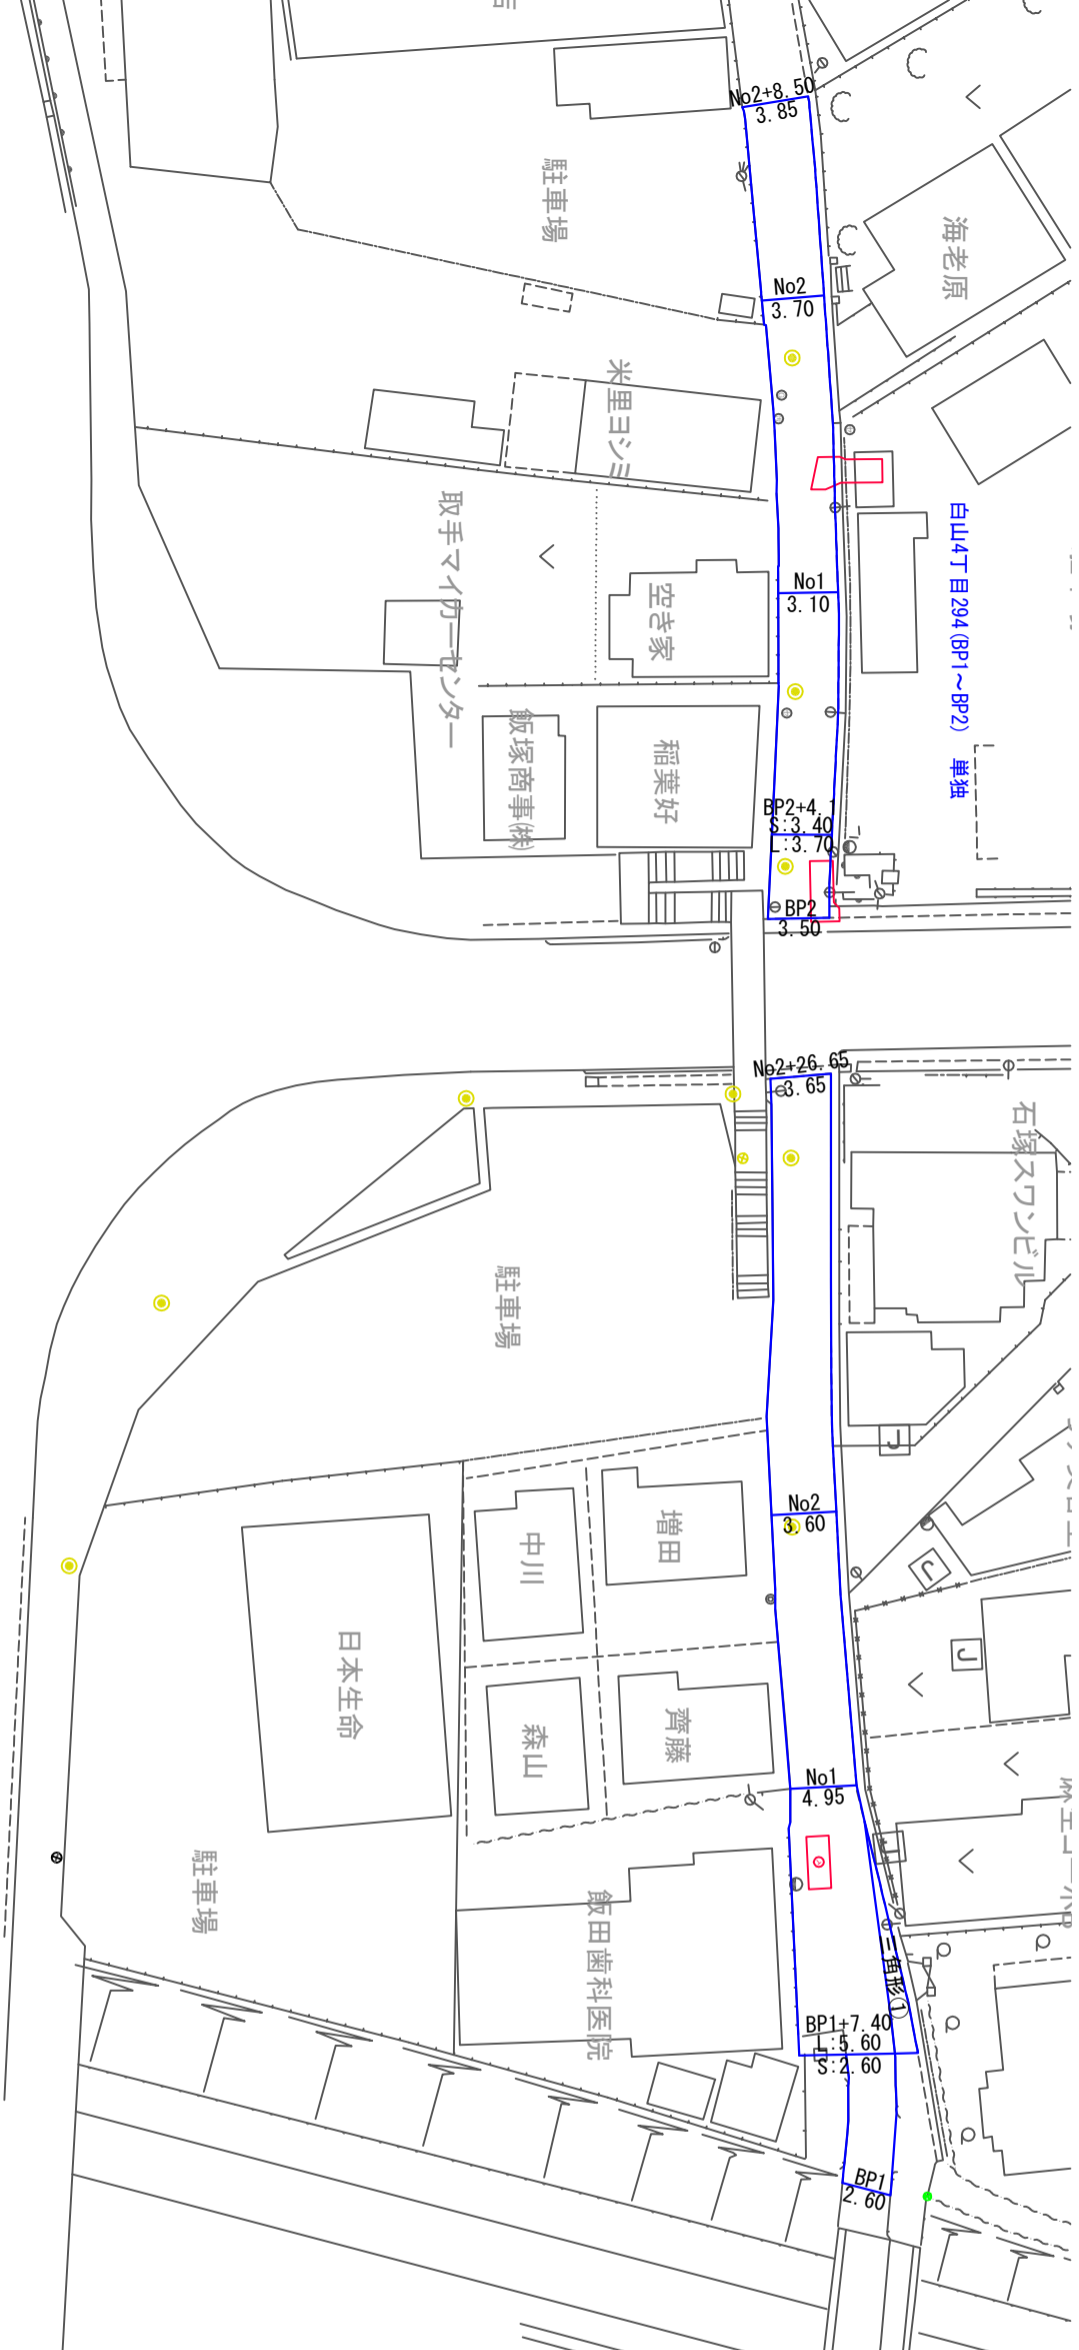 No2+8.50
3.85
駐車場
海老原
No2
3.70
米里ヨシヨ
取手マイカーセンター
白山4丁目294(BP1～BP2) 単独
No1
3.10
空き家
飯塚商事㈱
稲葉好
BP2+4.1
S:3.40
L:3.70
BP2
3.50
No2+26.65
3.65
石塚スワンビル
駐車場
No2
3.60
増田
中川
日本生命
森山
齊藤
No1
4.95
駐車場
飯田歯科医院
三角形①
BP1+7.40
L:5.60
S:2.60
BP1
2.60